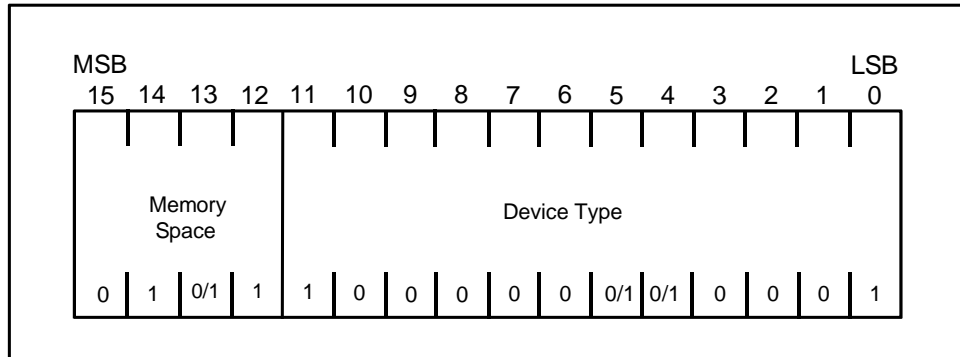 MSB LSB
15 14 13 12 11 10 9 8 7 6 5 4 3 2 1 0
Memory
Space
Device Type
0 1 0/1 1 1 0 0 0 0 0 0/1 0/1 0 0 0 1